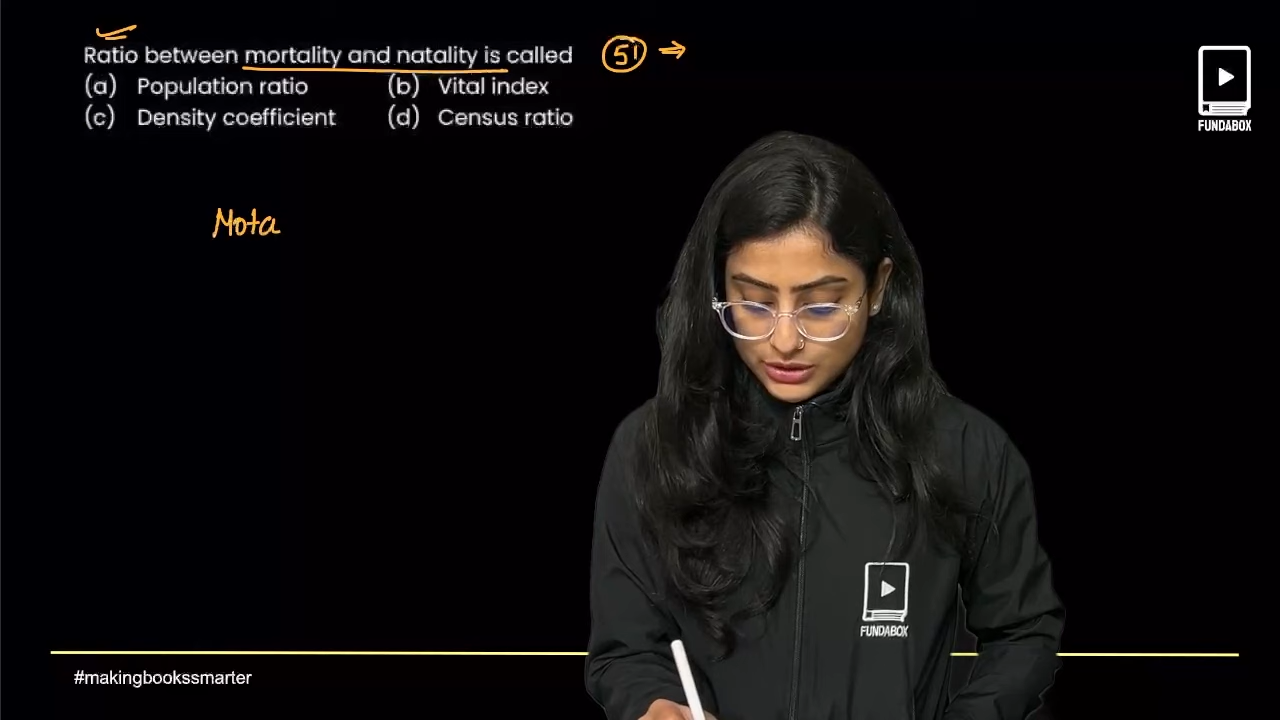 Ratio between mortality and natality is called 51 →
(a) Population ratio (b) Vital index
(c) Density coefficient (d) Census ratio
FUNDABOX
Mota
FUNDABOX
#makingbookssmarter